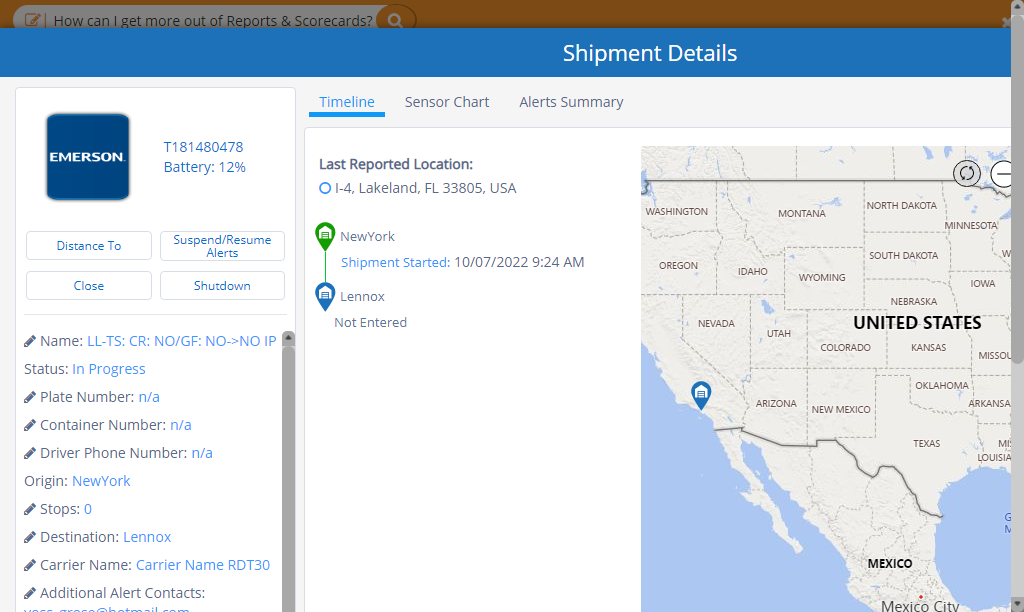 How can I get more out of Reports & Scorecards?
Shipment Details
EMERSON.
T181480478
Battery: 12%
Distance To
Suspend/Resume Alerts
Close
Shutdown
Name: LL-TS: CR: NO/GF: NO->NO IP
Status: In Progress
Plate Number: n/a
Container Number: n/a
Driver Phone Number: n/a
Origin: NewYork
Stops: 0
Destination: Lennox
Carrier Name: Carrier Name RDT30
Additional Alert Contacts:
Timeline
Sensor Chart
Alerts Summary
Last Reported Location:
I-4, Lakeland, FL 33805, USA
NewYork
Shipment Started: 10/07/2022 9:24 AM
Lennox
Not Entered
WASHINGTON
MONTANA
NORTH DAKOTA
MINNESOTA
OREGON
IDAHO
WYOMING
SOUTH DAKOTA
W
IOWA
NEBRASKA
NEVADA
UTAH
UNITED STATES
COLORADO
KANSAS
MISSOU
ARIZONA
NEW MEXICO
OKLAHOMA
ARKANSA
TEXAS
MIS
LOUISIA
G
M
MEXICO
Mexico City